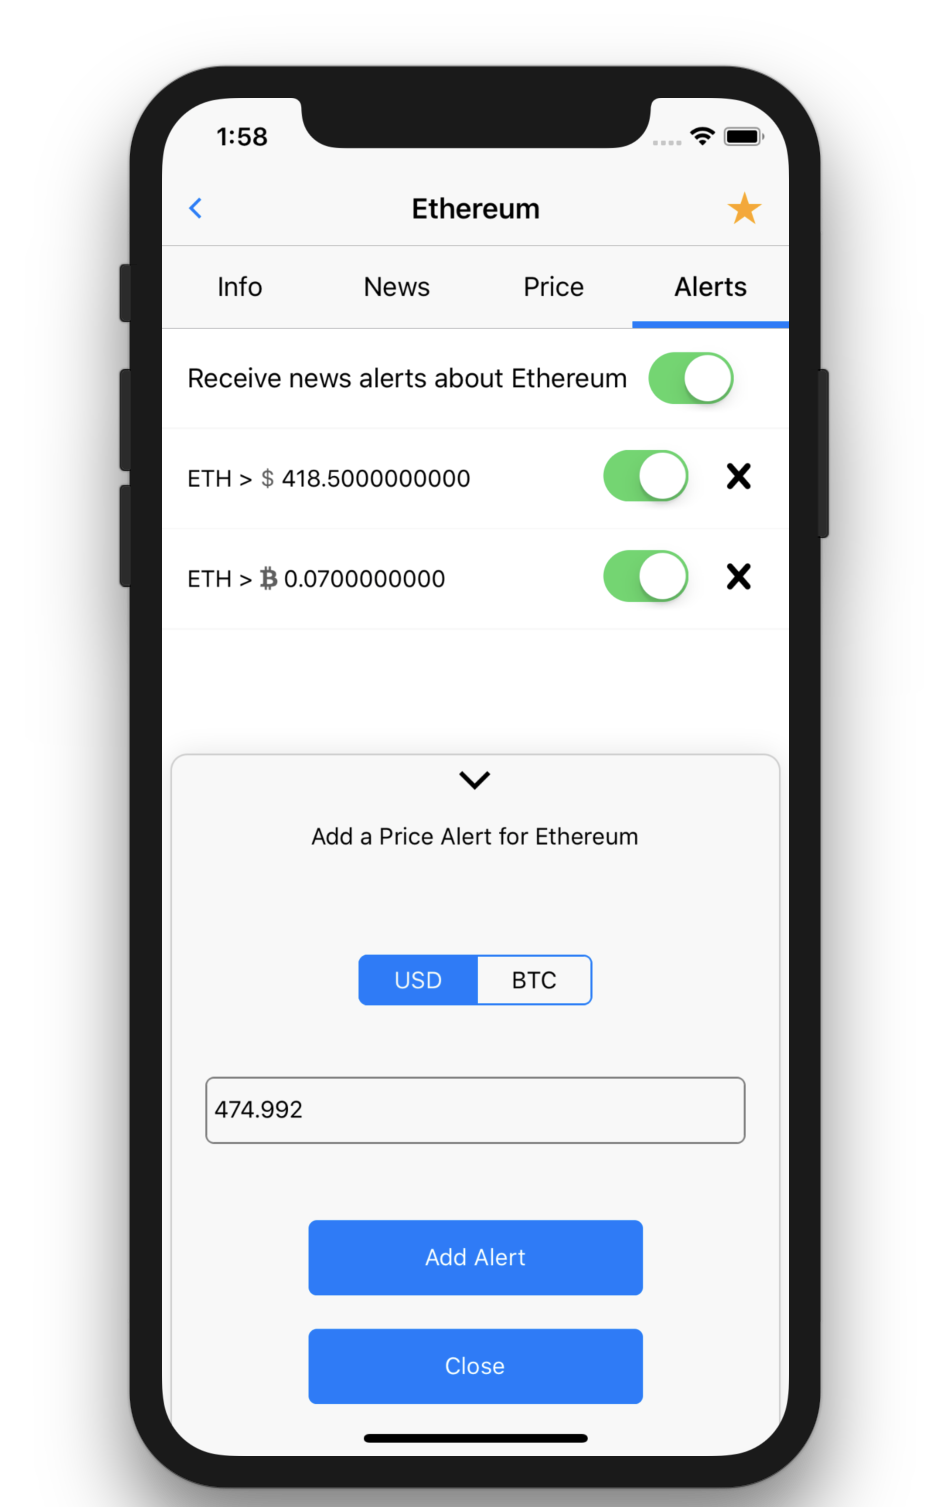 1:58
Ethereum
Info News Price Alerts
Receive news alerts about Ethereum
ETH > $ 418.5000000000
ETH > ₿ 0.0700000000
Add a Price Alert for Ethereum
USD BTC
474.992
Add Alert
Close